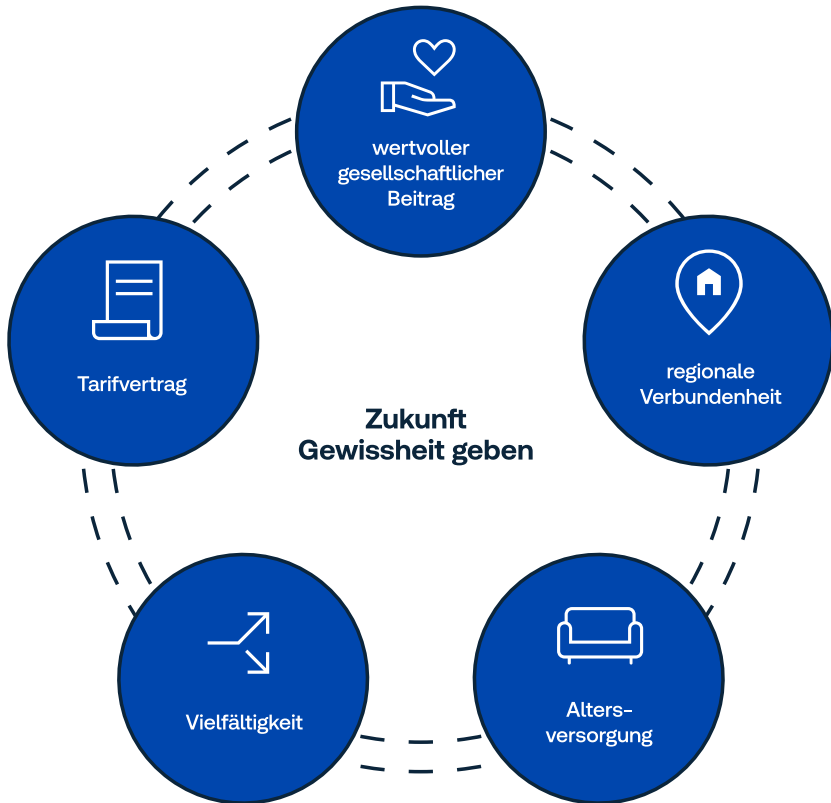 wertvoller
gesellschaftlicher
Beitrag
Tarifvertrag
regionale
Verbundenheit
Zukunft
Gewissheit geben
Vielfältigkeit
Alters-
versorgung